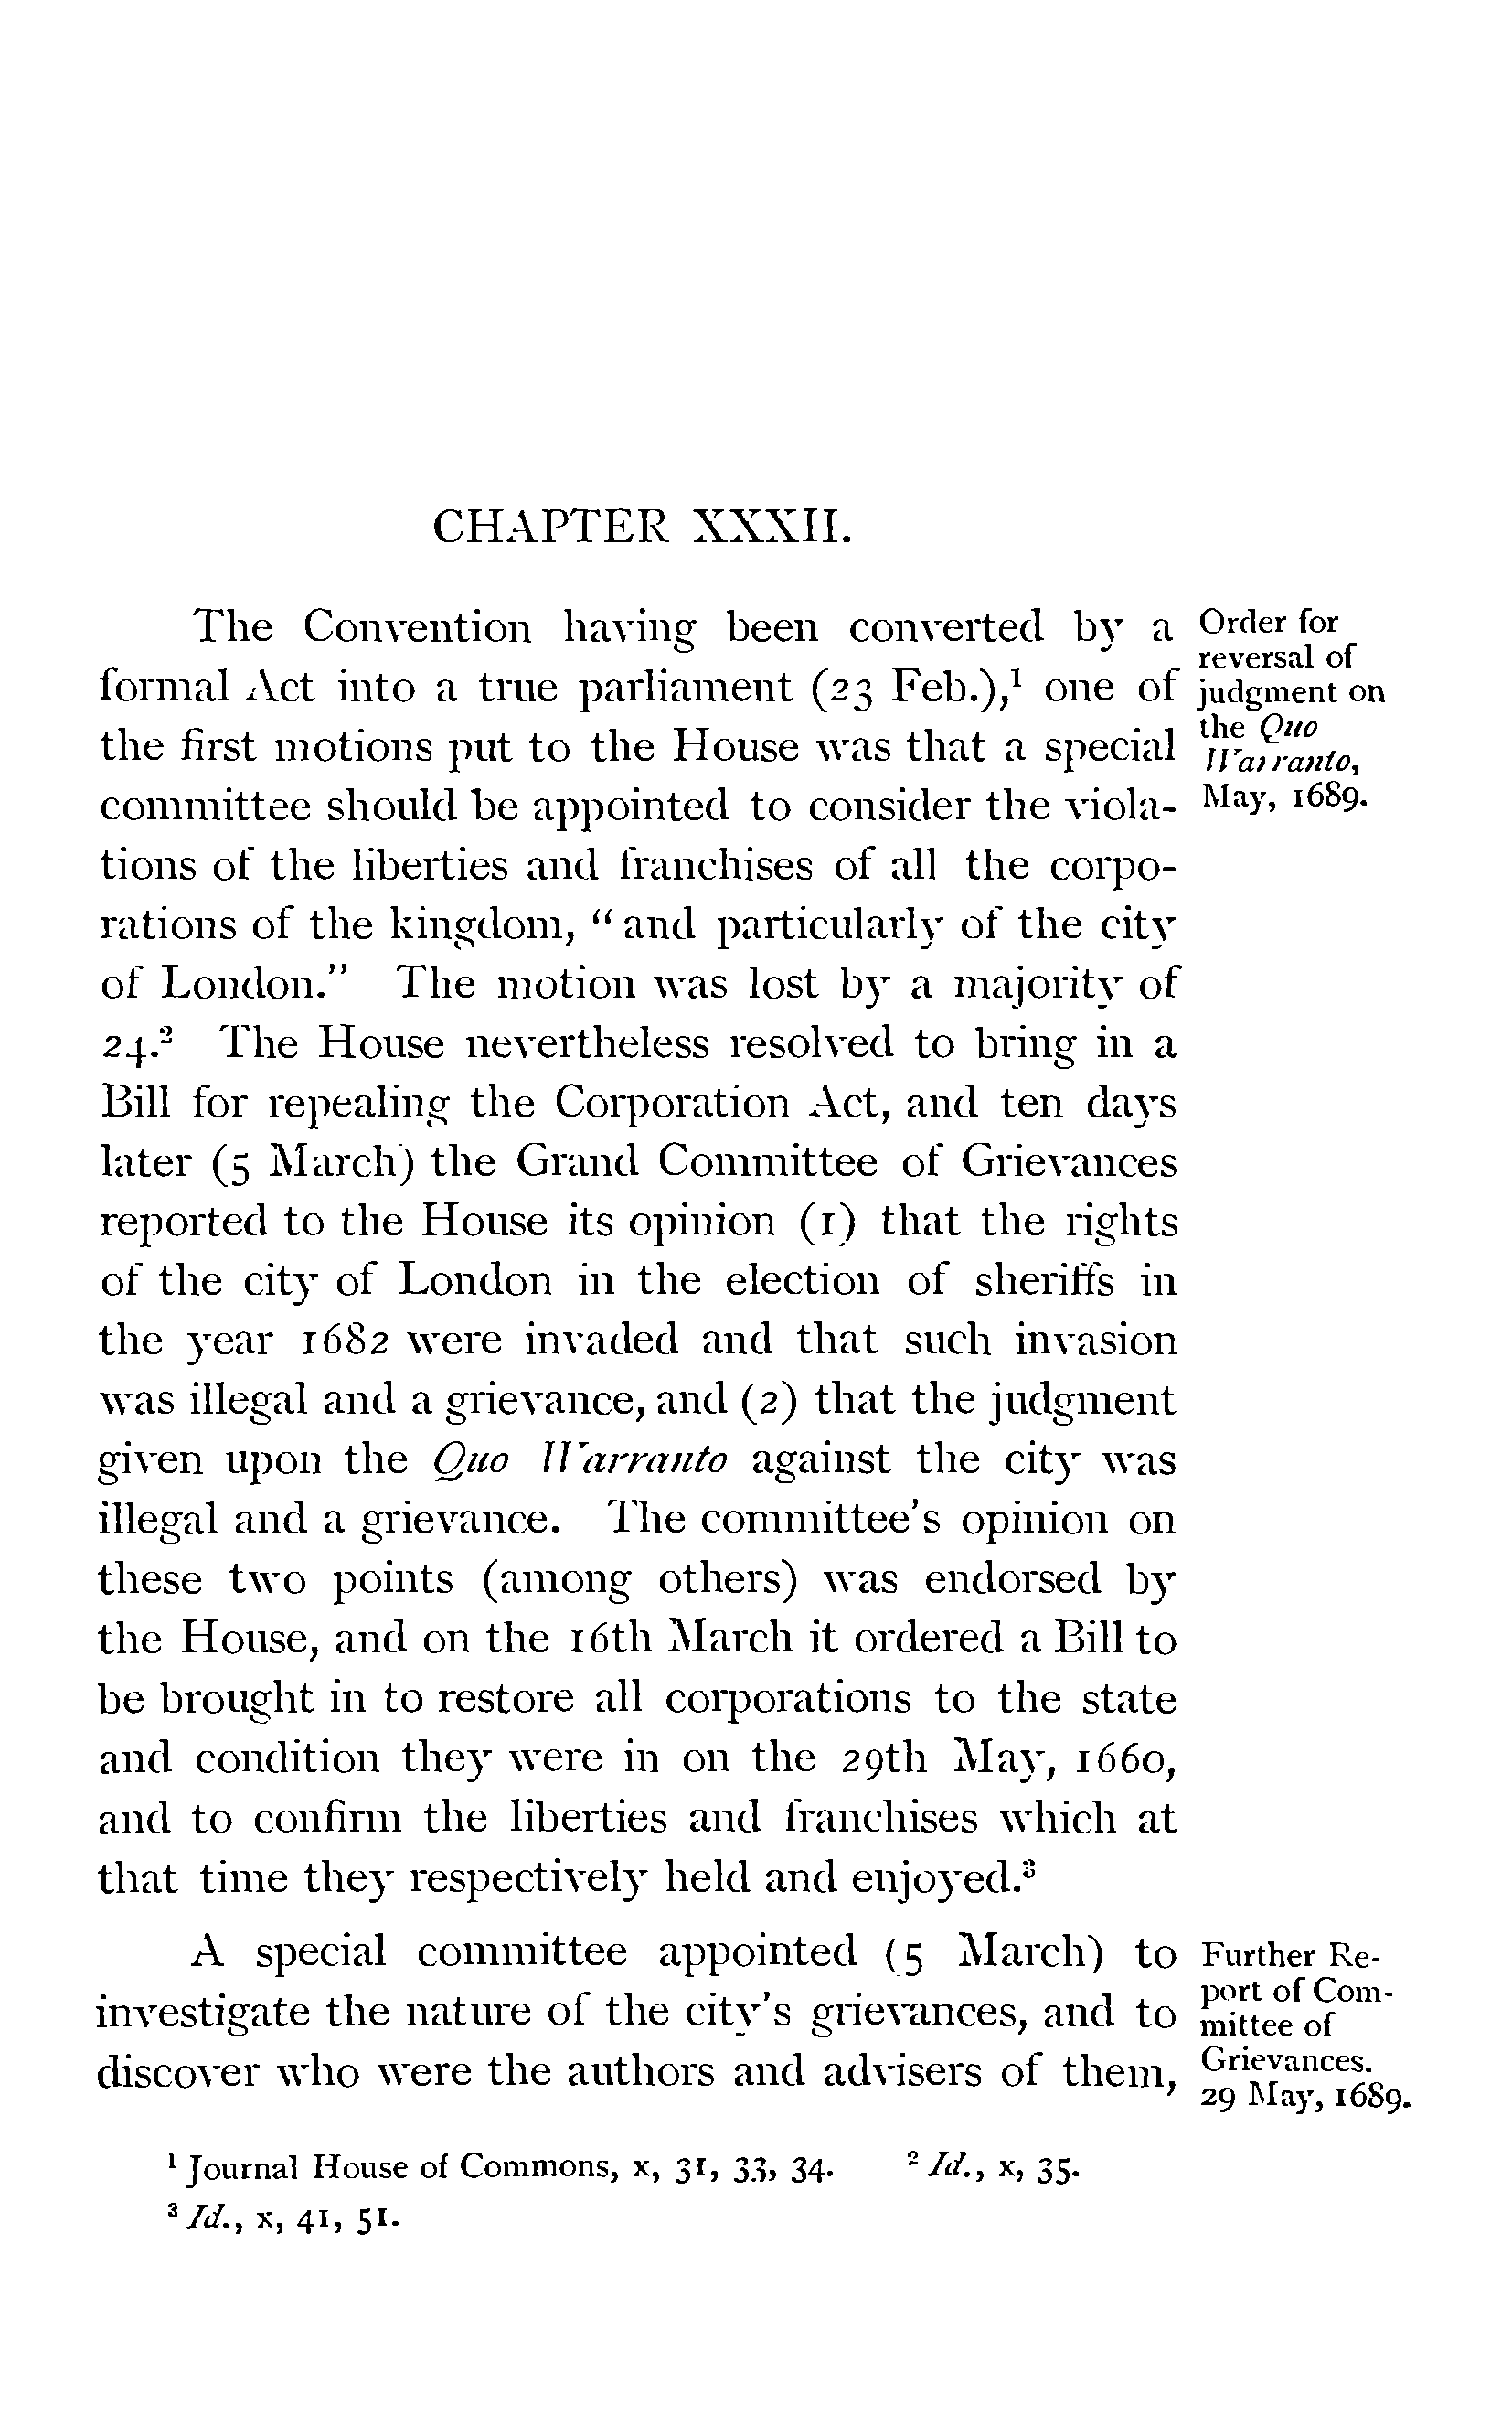 CHAPTER XXXII.
The Convention having been converted by a
formal Act into a true parliament (23 Feb.),¹ one of
the first motions put to the House was that a special
committee should be appointed to consider the viola-
tions of the liberties and franchises of all the corpo-
rations of the kingdom, "and particularly of the city
of London." The motion was lost by a majority of
24.² The House nevertheless resolved to bring in a
Bill for repealing the Corporation Act, and ten days
later (5 March) the Grand Committee of Grievances
reported to the House its opinion (1) that the rights
of the city of London in the election of sheriffs in
the year 1682 were invaded and that such invasion
was illegal and a grievance, and (2) that the judgment
given upon the Quo Warranto against the city was
illegal and a grievance. The committee's opinion on
these two points (among others) was endorsed by
the House, and on the 16th March it ordered a Bill to
be brought in to restore all corporations to the state
and condition they were in on the 29th May, 1660,
and to confirm the liberties and franchises which at
that time they respectively held and enjoyed.³
Order for
reversal of
judgment on
the Quo
Warranto,
May, 1689.
A special committee appointed (5 March) to
investigate the nature of the city's grievances, and to
discover who were the authors and advisers of them,
Further Re-
port of Com-
mittee of
Grievances.
29 May, 1689.
¹ Journal House of Commons, x, 31, 33, 34. ² Id., x, 35.
³ Id., x, 41, 51.